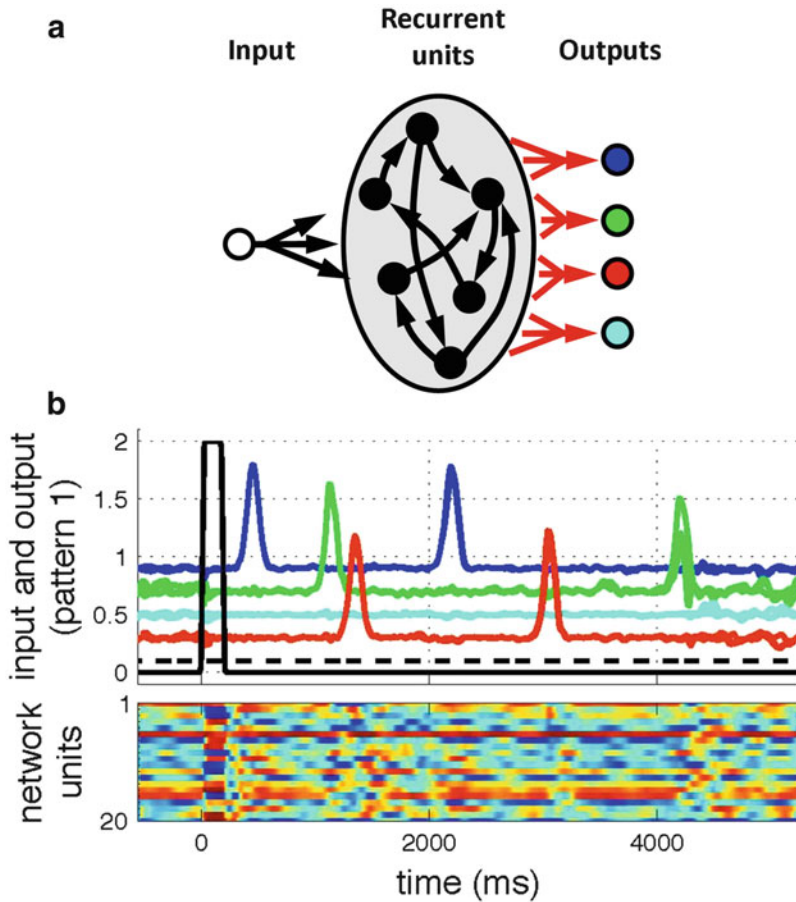 a
Input
Recurrent
units
Outputs
b
input and output
(pattern 1)
2
1.5
1
0.5
0
network
units
1
20
0
2000
4000
time (ms)